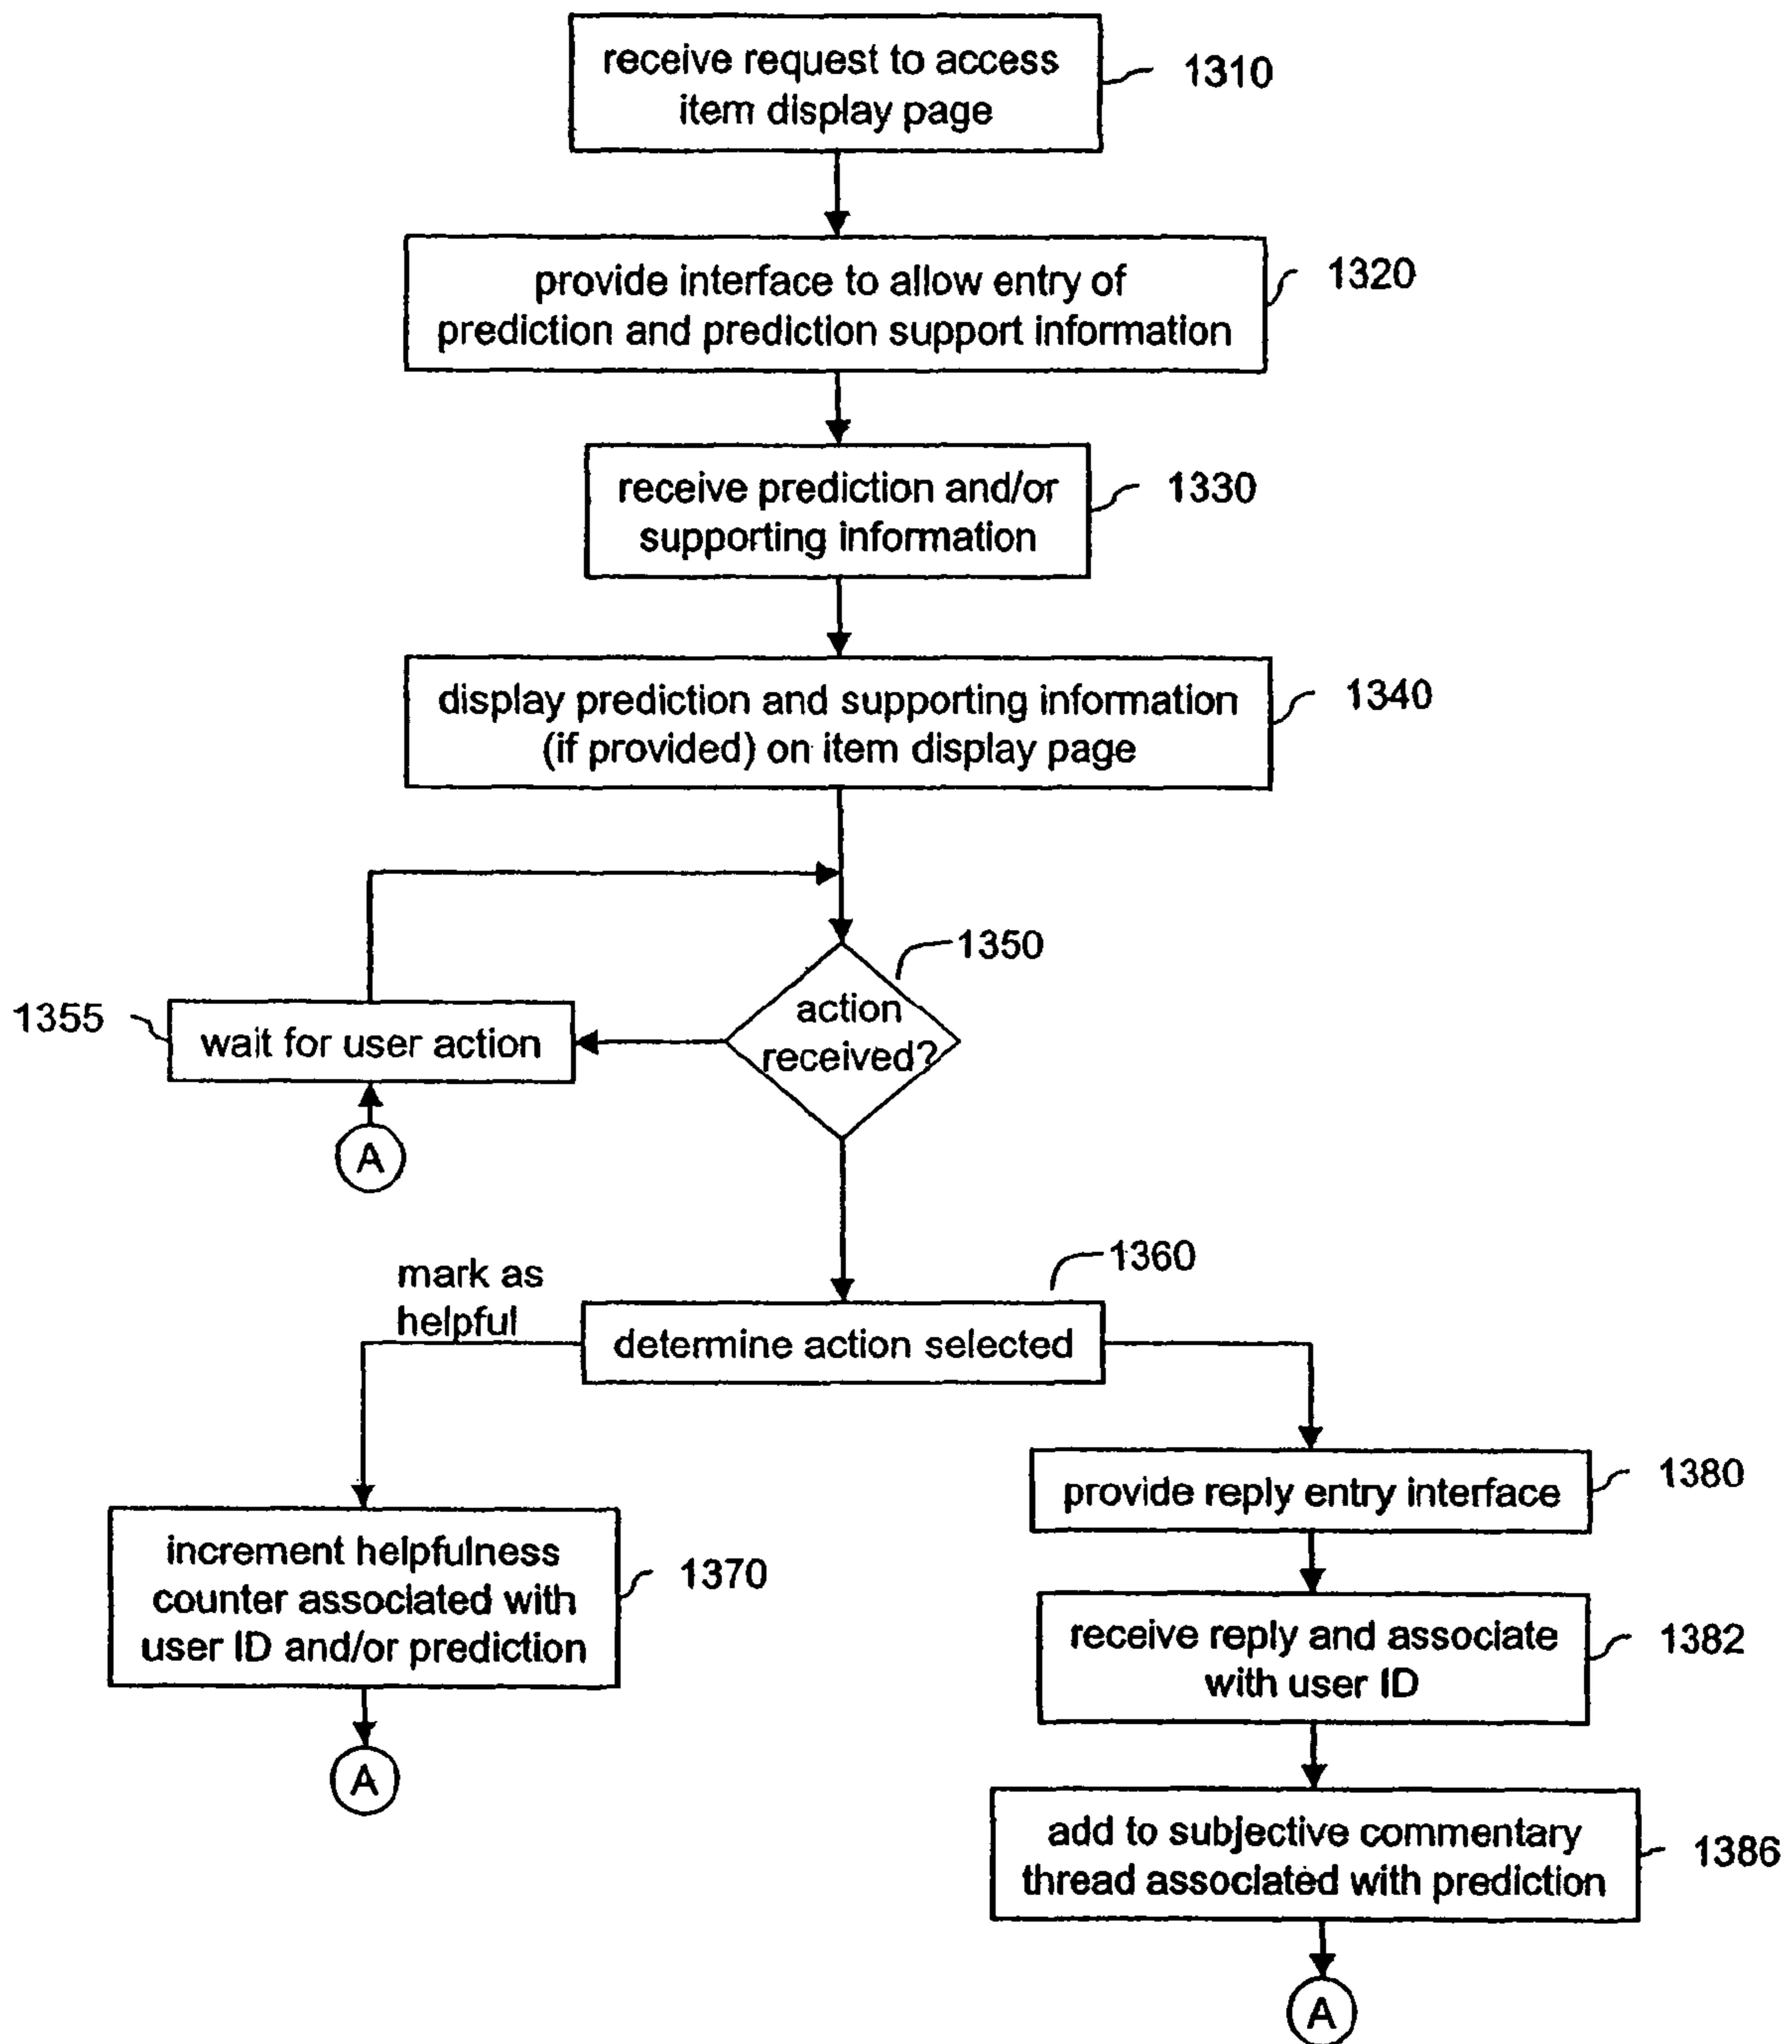 receive request to access
item display page
1310
provide interface to allow entry of
prediction and prediction support information
1320
receive prediction and/or
supporting information
1330
display prediction and supporting information
(if provided) on item display page
1340
1350
action
received?
1355
wait for user action
A
1360
mark as
helpful
determine action selected
provide reply entry interface
1380
increment helpfulness
counter associated with
user ID and/or prediction
1370
receive reply and associate
with user ID
1382
A
add to subjective commentary
thread associated with prediction
1386
A